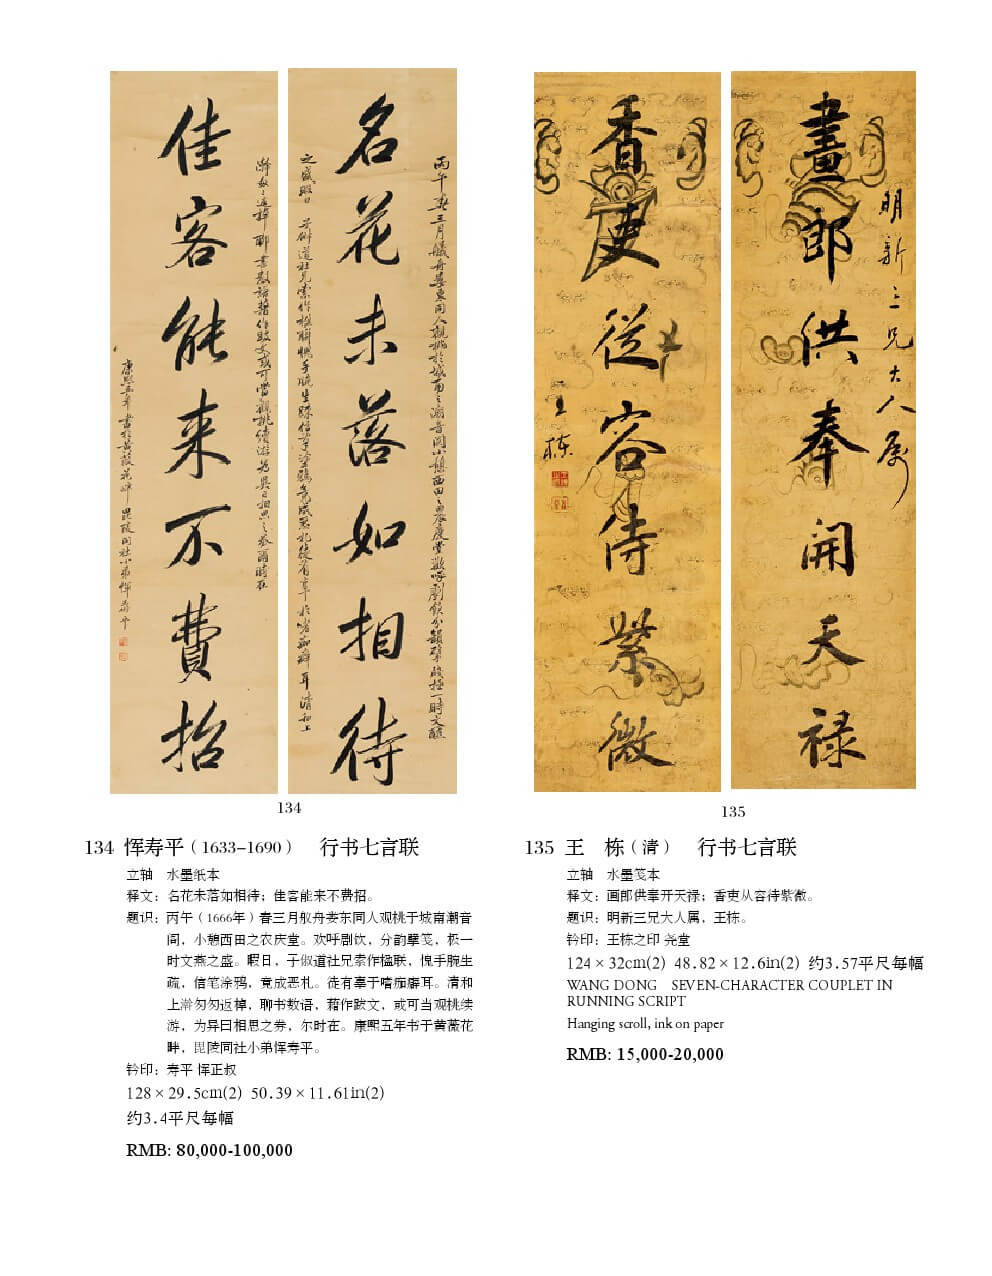 名花未落如相待
佳客能来不費招
畫郎供奉開天禄
明新三兄大人属
香吏從容侍紫微
王棟
134
135
134 恽寿平（1633-1690） 行书七言联
立轴 水墨纸本
释文：名花未落如相待；佳客能来不费招。
题识：丙午（1666年）春三月舣舟娄东同人观桃于城南潮音
阁，小憩西田之农庆堂。欢呼剧饮，分韵擘笺，极一
时文燕之盛。暇日，子俶道社兄索作楹联，愧手腕生
疏，信笔涂鸦，竟成恶札。徒有辜于嗜痂癖耳。清和
上澣匆匆返棹，聊书数语，藉作跋文，或可当观桃续
游，为异日相思之券，尔时在。康熙五年书于黄薇花
畔，毘陵同社小弟恽寿平。
钤印：寿平 恽正叔
128×29.5cm(2) 50.39×11.61in(2)
约3.4平尺每幅
RMB: 80,000-100,000
135 王 栋（清） 行书七言联
立轴 水墨笺本
释文：画郎供奉开天禄；香吏从容待紫微。
题识：明新三兄大人属，王栋。
钤印：王栋之印 尧堂
124×32cm(2) 48.82×12.6in(2) 约3.57平尺每幅
WANG DONG SEVEN-CHARACTER COUPLET IN
RUNNING SCRIPT
Hanging scroll, ink on paper
RMB: 15,000-20,000